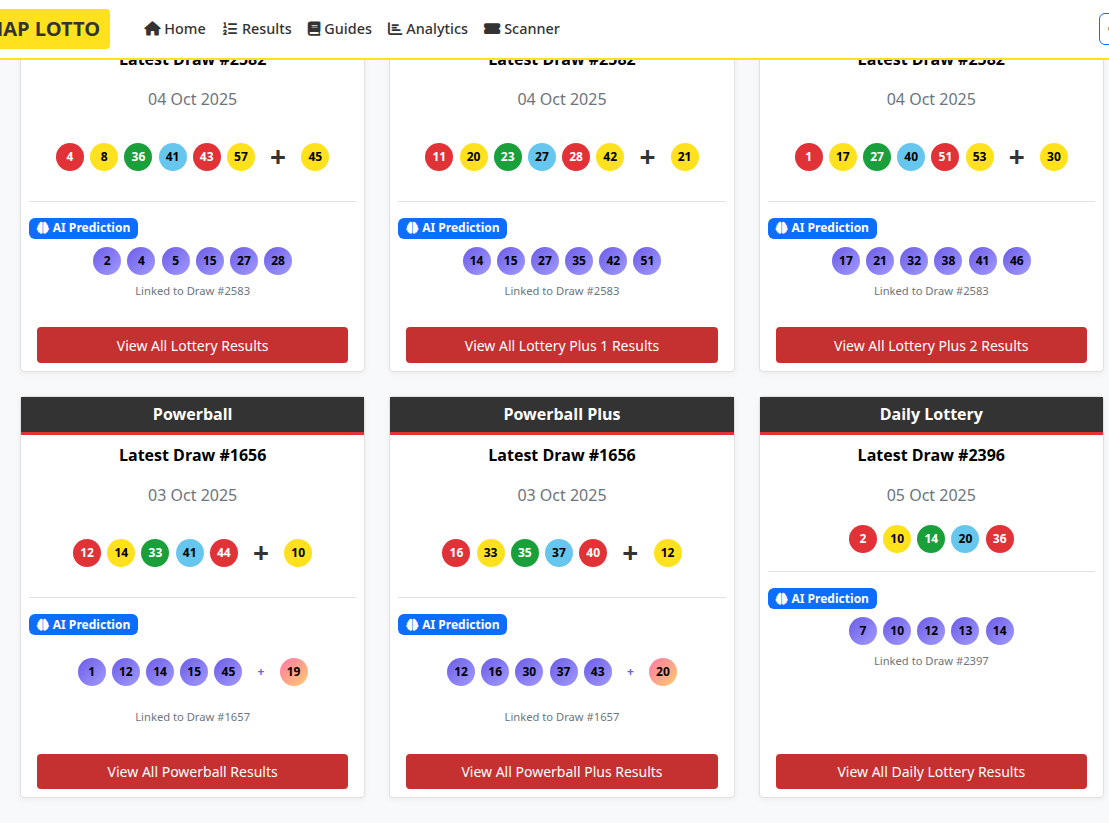 AP LOTTO Home Results Guides Analytics Scanner
Latest Draw #2582 Latest Draw #2582 Latest Draw #2582
04 Oct 2025 04 Oct 2025 04 Oct 2025
4 8 36 41 43 57 + 45 11 20 23 27 28 42 + 21 1 17 27 40 51 53 + 30
AI Prediction AI Prediction AI Prediction
2 4 5 15 27 28 14 15 27 35 42 51 17 21 32 38 41 46
Linked to Draw #2583 Linked to Draw #2583 Linked to Draw #2583
View All Lottery Results View All Lottery Plus 1 Results View All Lottery Plus 2 Results
Powerball Powerball Plus Daily Lottery
Latest Draw #1656 Latest Draw #1656 Latest Draw #2396
03 Oct 2025 03 Oct 2025 05 Oct 2025
12 14 33 41 44 + 10 16 33 35 37 40 + 12 2 10 14 20 36
AI Prediction AI Prediction AI Prediction
1 12 14 15 45 + 19 12 16 30 37 43 + 20 7 10 12 13 14
Linked to Draw #1657 Linked to Draw #1657 Linked to Draw #2397
View All Powerball Results View All Powerball Plus Results View All Daily Lottery Results